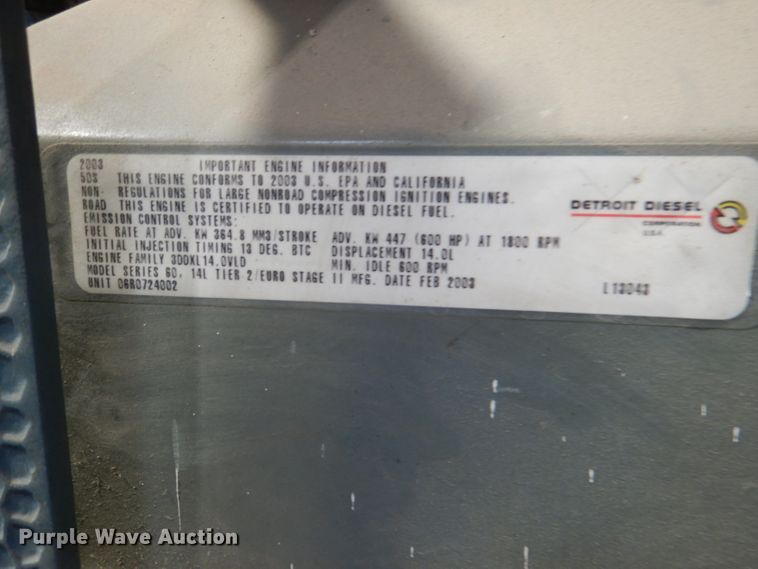 2003 IMPORTANT ENGINE INFORMATION
50S THIS ENGINE CONFORMS TO 2003 U.S. EPA AND CALIFORNIA
NON- REGULATIONS FOR LARGE NONROAD COMPRESSION IGNITION ENGINES.
ROAD THIS ENGINE IS CERTIFIED TO OPERATE ON DIESEL FUEL.
EMISSION CONTROL SYSTEMS:
FUEL RATE AT ADV. KW 364.8 MM3/STROKE ADV. KW 447 (600 HP) AT 1800 RPM
INITIAL INJECTION TIMING 13 DEG. BTC DISPLACEMENT 14.0L
ENGINE FAMILY 3DDXL14.0VLD MIN. IDLE 600 RPM
MODEL SERIES 60, 14L TIER 2/EURO STAGE II MFG. DATE FEB 2003
UNIT 06R0724002 L13043
DETROIT DIESEL
CORPORATION
U.S.A.
Purple Wave Auction